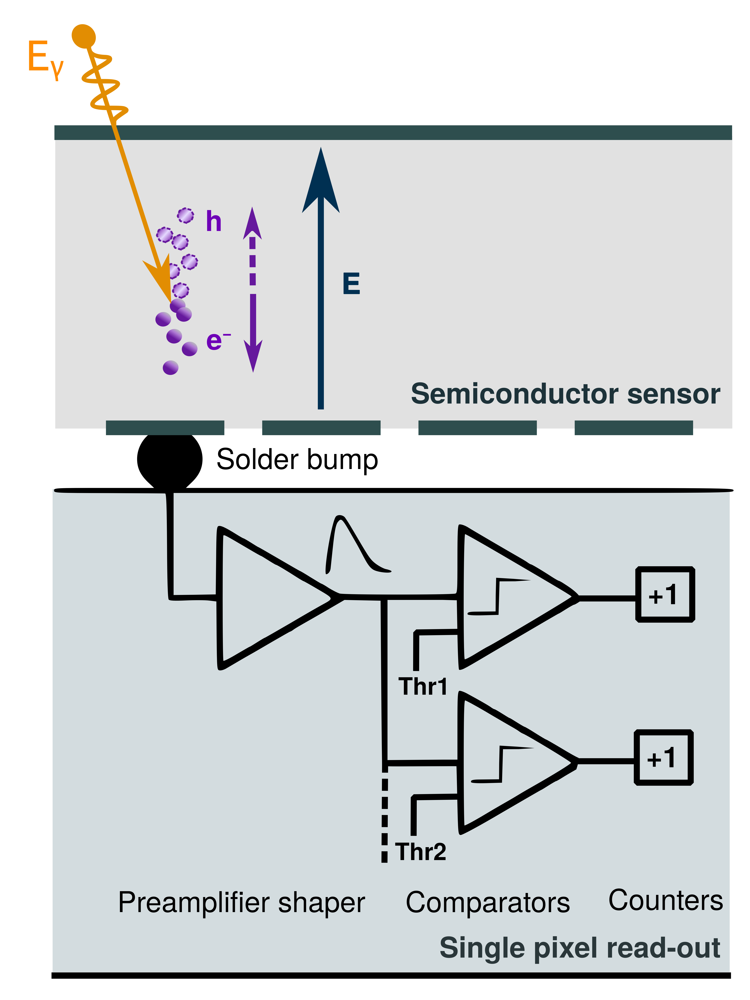 Eγ
h
E
e⁻
Semiconductor sensor
Solder bump
+1
Thr1
+1
Thr2
Preamplifier shaper
Comparators
Counters
Single pixel read-out